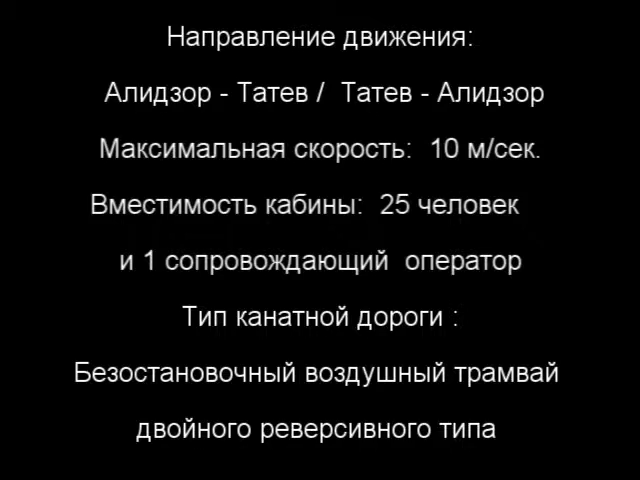 Направление движения:
Алидзор - Татев /  Татев - Алидзор
Максимальная скорость:  10 м/сек.
Вместимость кабины:  25 человек
и 1 сопровождающий  оператор
Тип канатной дороги :
Безостановочный воздушный трамвай
двойного реверсивного типа